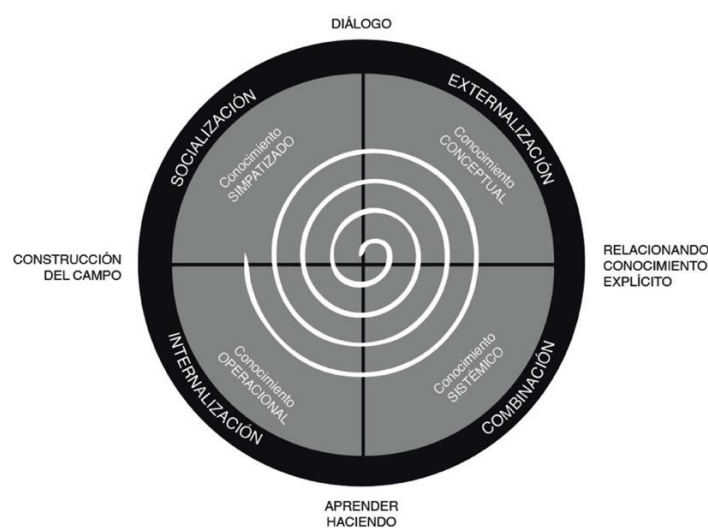 DIÁLOGO
SOCIALIZACIÓN
EXTERNALIZACIÓN
Conocimiento
SIMPATIZADO
Conocimiento
CONCEPTUAL
CONSTRUCCIÓN
DEL CAMPO
RELACIONANDO
CONOCIMIENTO
EXPLÍCITO
Conocimiento
OPERACIONAL
Conocimiento
SISTÉMICO
INTERNALIZACIÓN
COMBINACIÓN
APRENDER
HACIENDO